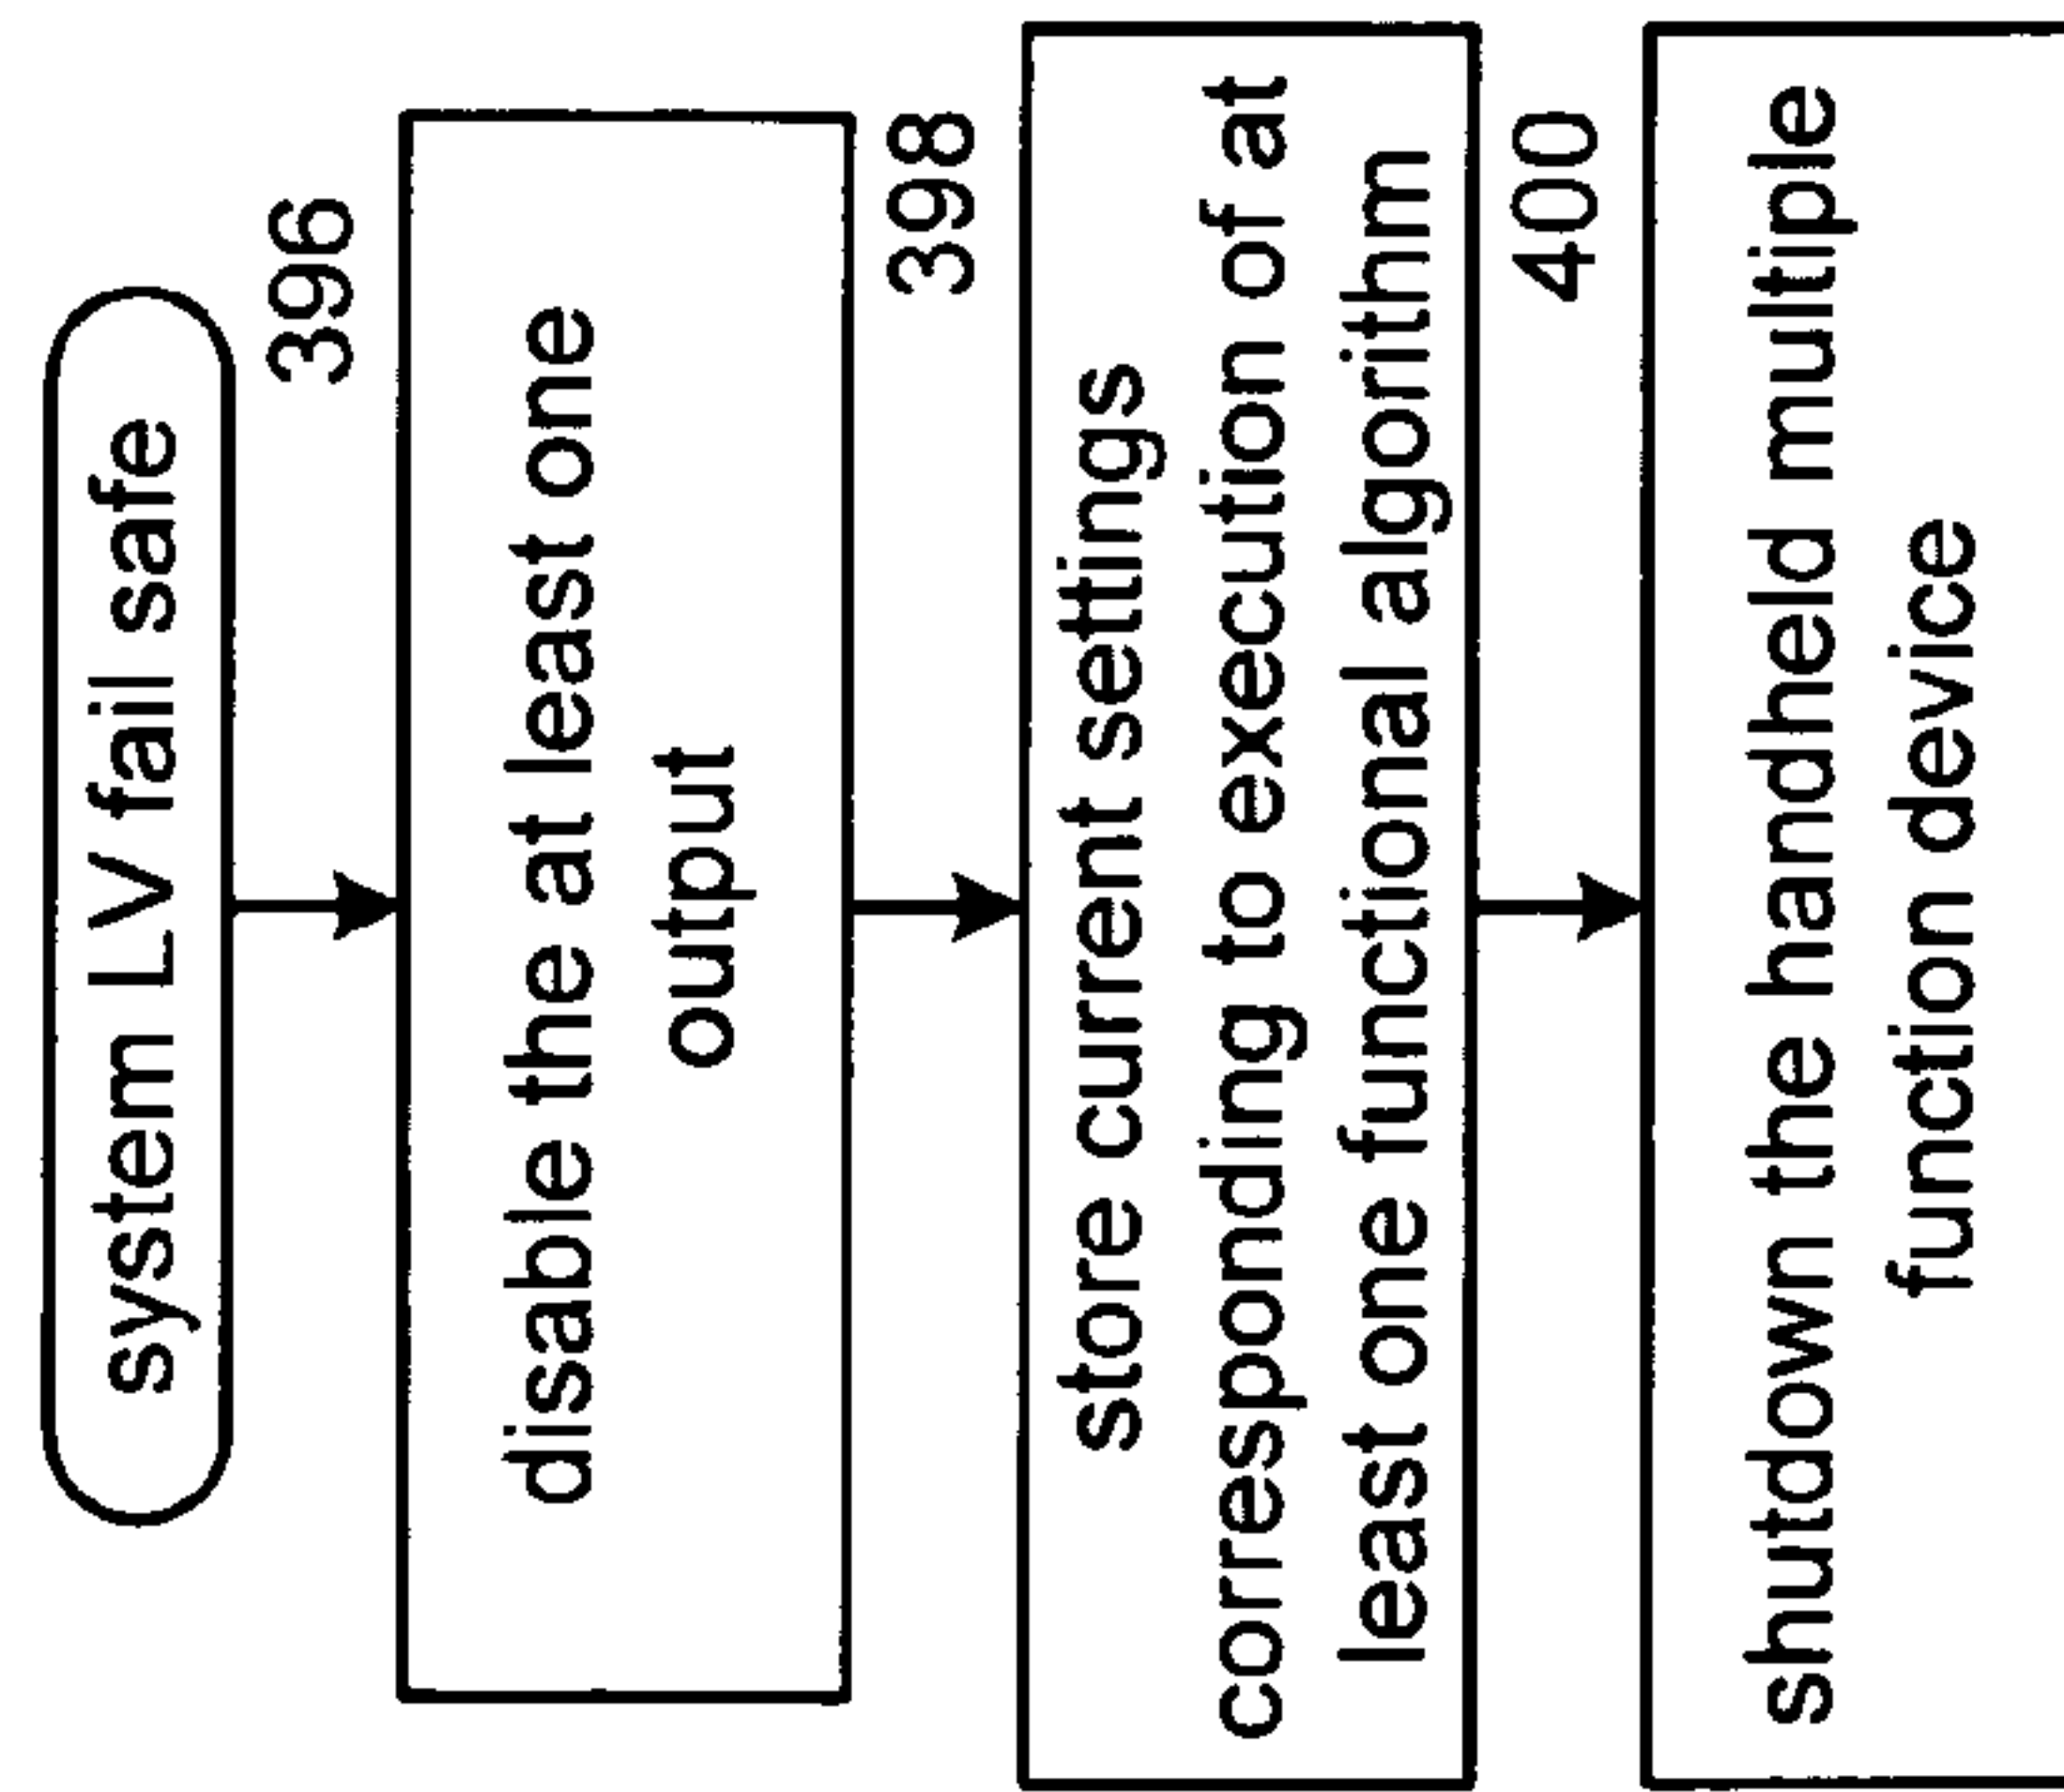 system LV fail safe
396
disable the at least one
output
398
store current settings
corresponding to execution of at
least one functional algorithm
400
shutdown the handheld multiple
function device